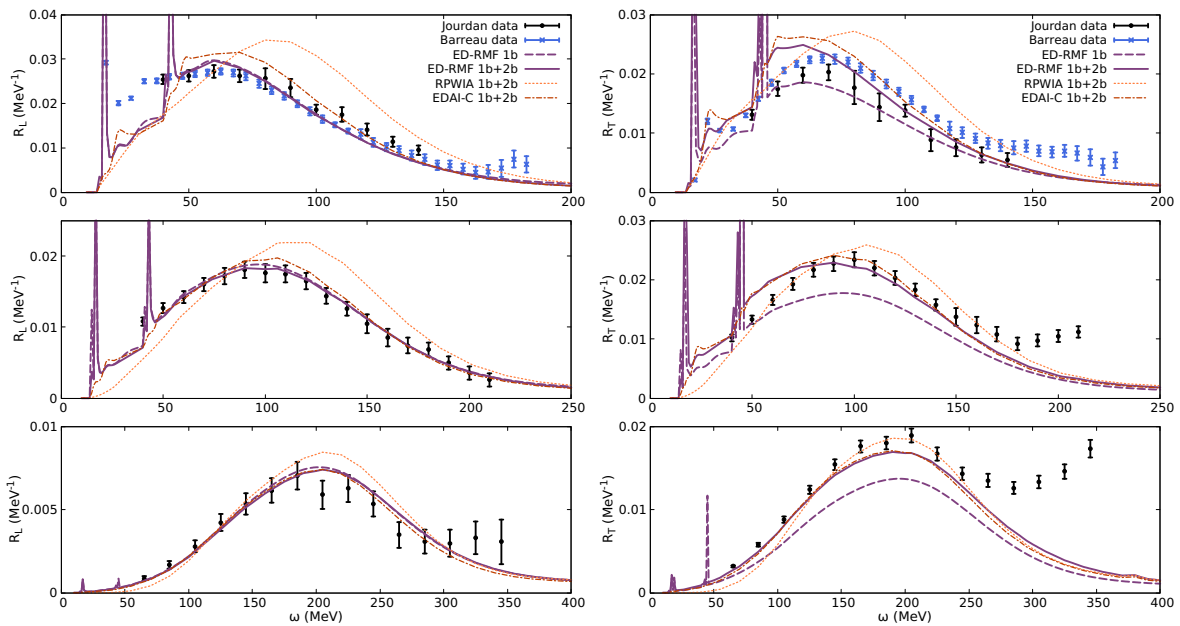 0.04
0.03
0.02
0.01
0
R_L (MeV⁻¹)
0 50 100 150 200
Jourdan data
Barreau data
ED-RMF 1b
ED-RMF 1b+2b
RPWIA 1b+2b
EDAI-C 1b+2b
0.03
0.02
0.01
0
R_T (MeV⁻¹)
0 50 100 150 200
Jourdan data
Barreau data
ED-RMF 1b
ED-RMF 1b+2b
RPWIA 1b+2b
EDAI-C 1b+2b
0.02
0.01
0
R_L (MeV⁻¹)
0 50 100 150 200 250
0.03
0.02
0.01
0
R_T (MeV⁻¹)
0 50 100 150 200 250
0.01
0.005
0
R_L (MeV⁻¹)
0 50 100 150 200 250 300 350 400
ω (MeV)
0.02
0.01
0
R_T (MeV⁻¹)
0 50 100 150 200 250 300 350 400
ω (MeV)